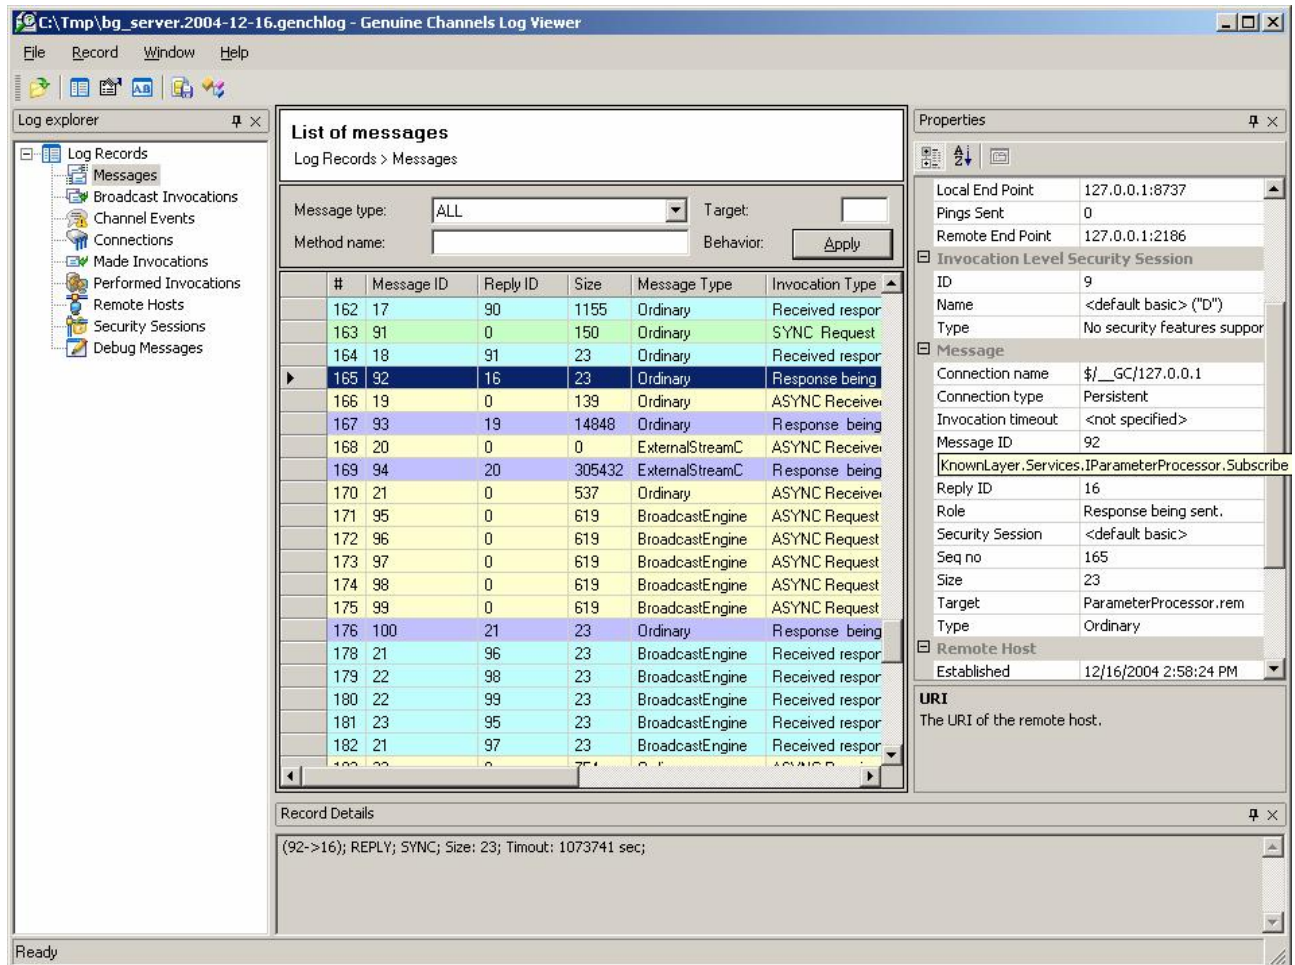 C:\Tmp\bg_server.2004-12-16.genchlog - Genuine Channels Log Viewer
File Record Window Help
Log explorer
Log Records
Messages
Broadcast Invocations
Channel Events
Connections
Made Invocations
Performed Invocations
Remote Hosts
Security Sessions
Debug Messages
List of messages
Log Records > Messages
Message type: ALL Target:
Method name: Behavior: Apply
# Message ID Reply ID Size Message Type Invocation Type
162 17 90 1155 Ordinary Received respor
163 91 0 150 Ordinary SYNC Request
164 18 91 23 Ordinary Received respor
165 92 16 23 Ordinary Response being
166 19 0 139 Ordinary ASYNC Receive
167 93 19 14848 Ordinary Response being
168 20 0 0 ExternalStreamC ASYNC Receive
169 94 20 305432 ExternalStreamC Response being
170 21 0 537 Ordinary ASYNC Receive
171 95 0 619 BroadcastEngine ASYNC Request
172 96 0 619 BroadcastEngine ASYNC Request
173 97 0 619 BroadcastEngine ASYNC Request
174 98 0 619 BroadcastEngine ASYNC Request
175 99 0 619 BroadcastEngine ASYNC Request
176 100 21 23 Ordinary Response being
178 21 96 23 BroadcastEngine Received respor
179 22 98 23 BroadcastEngine Received respor
180 22 99 23 BroadcastEngine Received respor
181 23 95 23 BroadcastEngine Received respor
182 21 97 23 BroadcastEngine Received respor
Properties
Local End Point 127.0.0.1:8737
Pings Sent 0
Remote End Point 127.0.0.1:2186
Invocation Level Security Session
ID 9
Name <default basic> ("D")
Type No security features suppor
Message
Connection name $/__GC/127.0.0.1
Connection type Persistent
Invocation timeout <not specified>
Message ID 92
KnownLayer.Services.IParameterProcessor.Subscribe
Reply ID 16
Role Response being sent.
Security Session <default basic>
Seq no 165
Size 23
Target ParameterProcessor.rem
Type Ordinary
Remote Host
Established 12/16/2004 2:58:24 PM
URI
The URI of the remote host.
Record Details
(92->16); REPLY; SYNC; Size: 23; Timout: 1073741 sec;
Ready